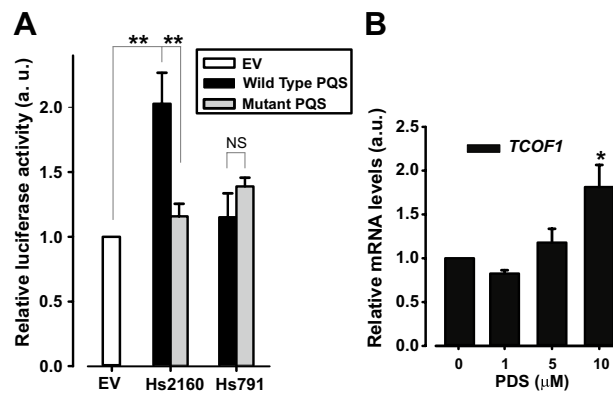 A
Relative luciferase activity (a. u.)
2.0
1.5
1.0
0.5
0.0
** **
NS
EV
Wild Type PQS
Mutant PQS
EV Hs2160 Hs791
B
Relative mRNA levels (a.u.)
2.5
2.0
1.5
1.0
0.5
0.0
TCOF1
*
0 1 5 10
PDS (µM)